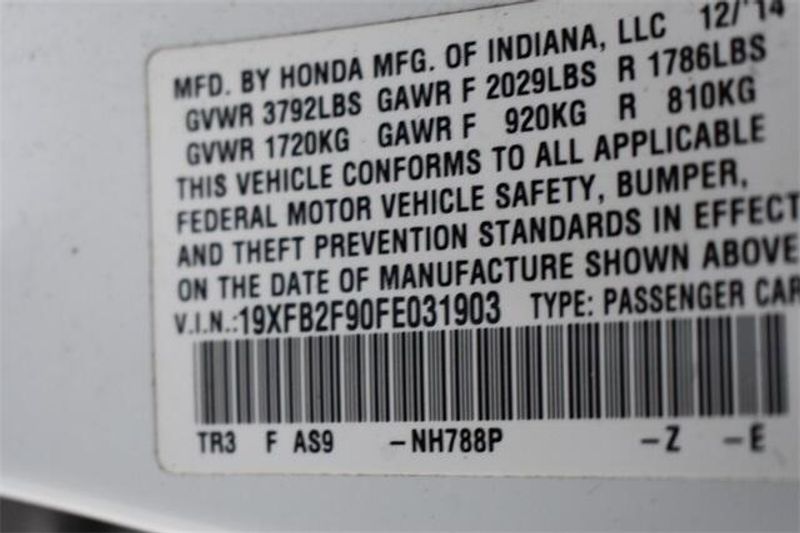 MFD. BY HONDA MFG. OF INDIANA, LLC 12/'14
GVWR 3792LBS GAWR F 2029LBS R 1786LBS
GVWR 1720KG GAWR F 920KG R 810KG
THIS VEHICLE CONFORMS TO ALL APPLICABLE
FEDERAL MOTOR VEHICLE SAFETY, BUMPER,
AND THEFT PREVENTION STANDARDS IN EFFECT
ON THE DATE OF MANUFACTURE SHOWN ABOVE
V.I.N.:19XFB2F90FE031903 TYPE: PASSENGER CAR
TR3 F AS9 -NH788P -Z -E